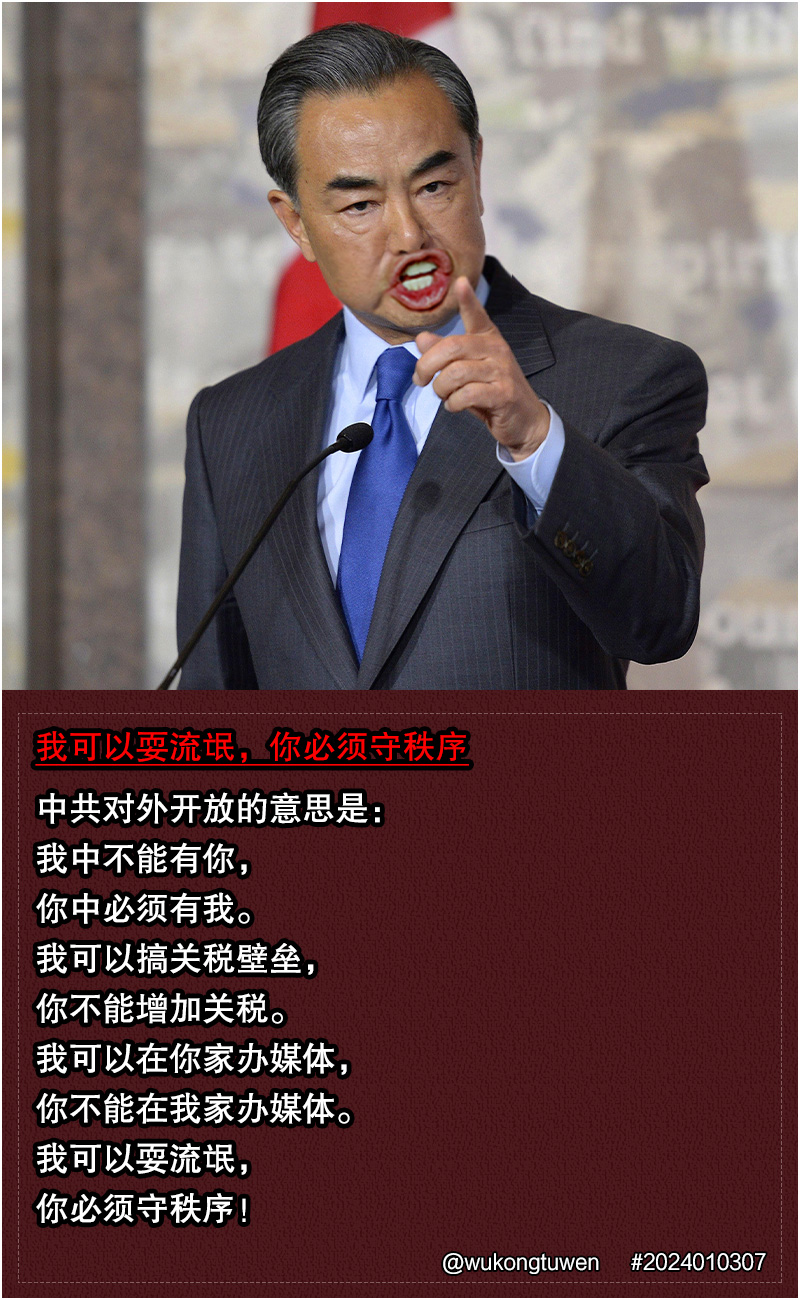 find with
spiri
our
我可以耍流氓，你必须守秩序
中共对外开放的意思是：
我中不能有你，
你中必须有我。
我可以搞关税壁垒，
你不能增加关税。
我可以在你家办媒体，
你不能在我家办媒体。
我可以耍流氓，
你必须守秩序！
@wukongtuwen #2024010307